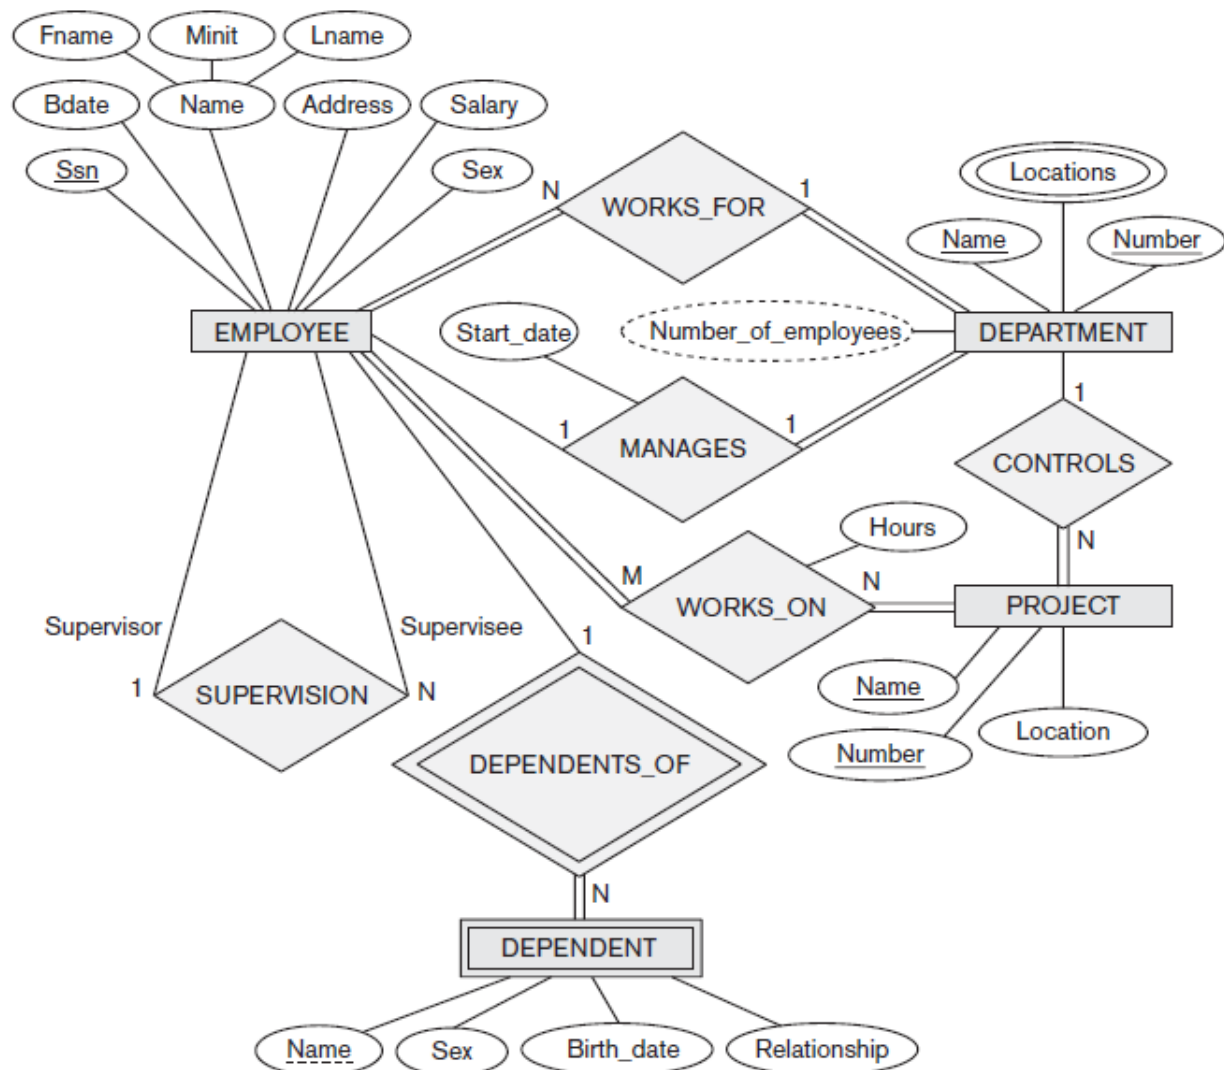 Fname
Minit
Lname
Bdate
Name
Address
Salary
Ssn
Sex
N
WORKS_FOR
1
Locations
Name
Number
EMPLOYEE
Start_date
Number_of_employees
DEPARTMENT
1
MANAGES
1
1
CONTROLS
N
Hours
M
WORKS_ON
N
PROJECT
Supervisor
Supervisee
1
SUPERVISION
N
1
Name
Number
Location
DEPENDENTS_OF
N
DEPENDENT
Name
Sex
Birth_date
Relationship